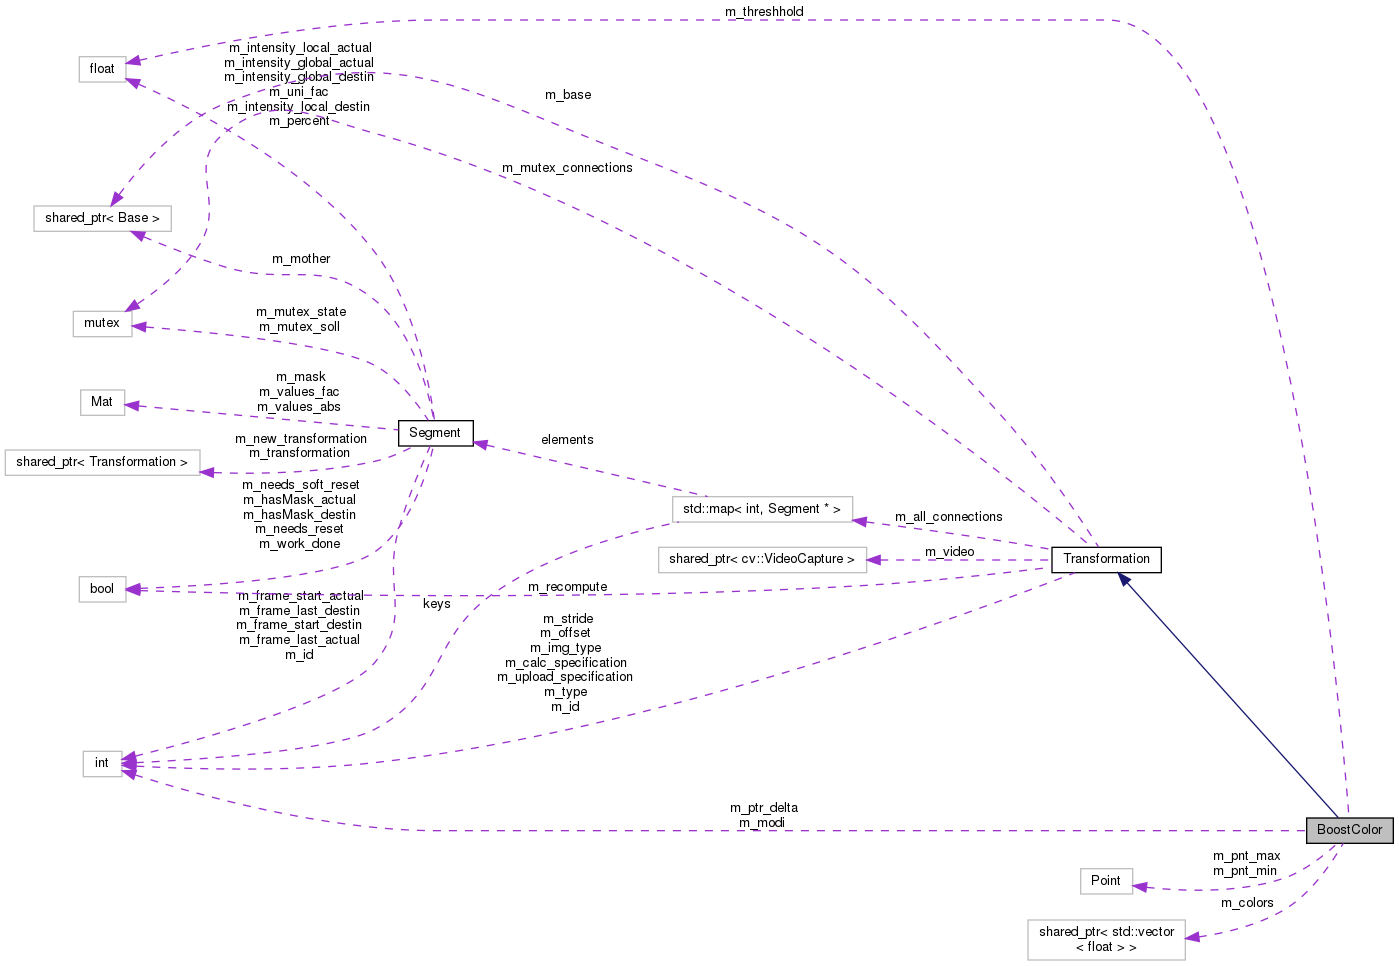 m_threshhold
m_intensity_local_actual
m_intensity_global_actual
m_intensity_global_destin
m_uni_fac
m_intensity_local_destin
m_percent
float
m_base
m_mutex_connections
shared_ptr< Base >
m_mother
m_mutex_state
m_mutex_soll
mutex
m_mask
m_values_fac
m_values_abs
Mat
Segment
m_new_transformation
m_transformation
shared_ptr< Transformation >
elements
m_needs_soft_reset
m_hasMask_actual
m_hasMask_destin
m_needs_reset
m_work_done
std::map< int, Segment * >
m_all_connections
shared_ptr< cv::VideoCapture >
m_video
Transformation
bool
m_recompute
m_frame_start_actual
m_frame_last_destin
m_frame_start_destin
m_frame_last_actual
m_id
keys
m_stride
m_offset
m_img_type
m_calc_specification
m_upload_specification
m_type
m_id
int
m_ptr_delta
m_modi
BoostColor
m_pnt_max
m_pnt_min
Point
m_colors
shared_ptr< std::vector
< float > >